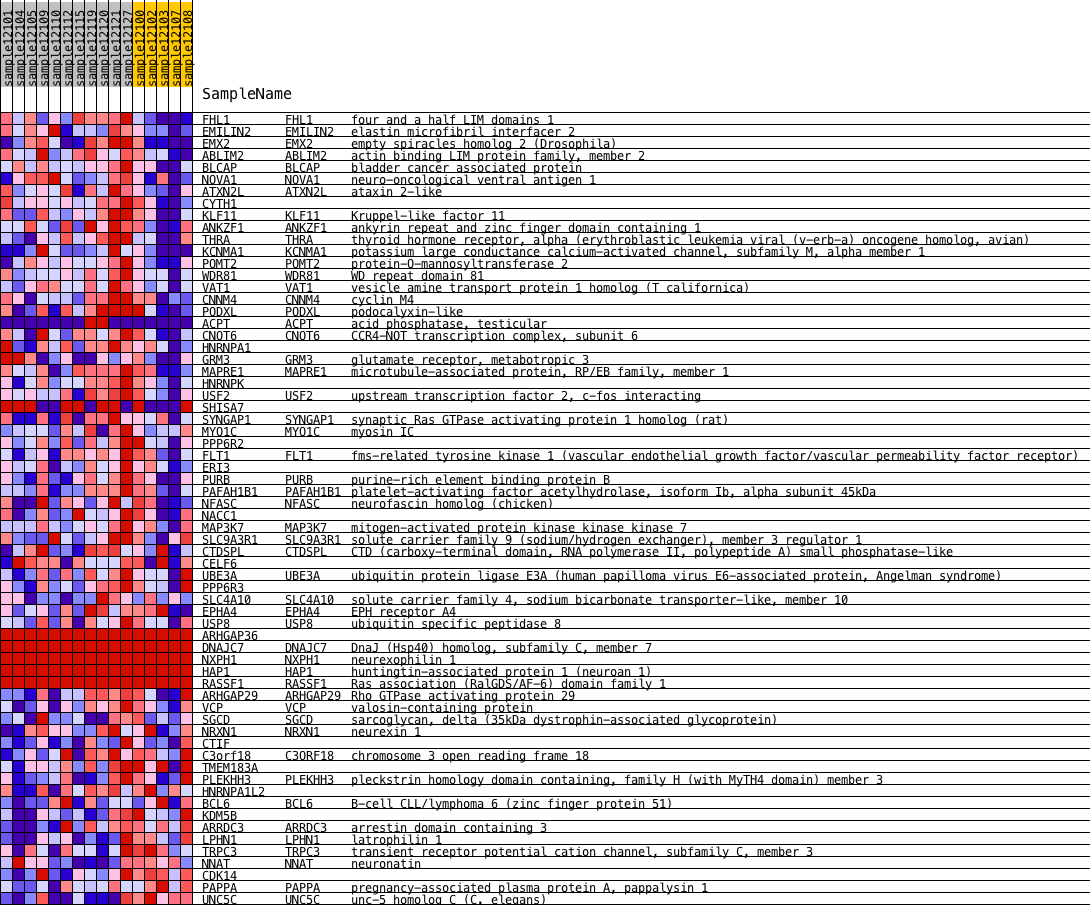 sample12101
sample12104
sample12105
sample12109
sample12110
sample12112
sample12115
sample12119
sample12120
sample12121
sample12127
sample12100
sample12102
sample12103
sample12107
sample12108
SampleName
FHL1 FHL1 four and a half LIM domains 1
EMILIN2 EMILIN2 elastin microfibril interfacer 2
EMX2 EMX2 empty spiracles homolog 2 (Drosophila)
ABLIM2 ABLIM2 actin binding LIM protein family, member 2
BLCAP BLCAP bladder cancer associated protein
NOVA1 NOVA1 neuro-oncological ventral antigen 1
ATXN2L ATXN2L ataxin 2-like
CYTH1
KLF11 KLF11 Kruppel-like factor 11
ANKZF1 ANKZF1 ankyrin repeat and zinc finger domain containing 1
THRA THRA thyroid hormone receptor, alpha (erythroblastic leukemia viral (v-erb-a) oncogene homolog, avian)
KCNMA1 KCNMA1 potassium large conductance calcium-activated channel, subfamily M, alpha member 1
POMT2 POMT2 protein-O-mannosyltransferase 2
WDR81 WDR81 WD repeat domain 81
VAT1 VAT1 vesicle amine transport protein 1 homolog (T californica)
CNNM4 CNNM4 cyclin M4
PODXL PODXL podocalyxin-like
ACPT ACPT acid phosphatase, testicular
CNOT6 CNOT6 CCR4-NOT transcription complex, subunit 6
HNRNPA1
GRM3 GRM3 glutamate receptor, metabotropic 3
MAPRE1 MAPRE1 microtubule-associated protein, RP/EB family, member 1
HNRNPK
USF2 USF2 upstream transcription factor 2, c-fos interacting
SHISA7
SYNGAP1 SYNGAP1 synaptic Ras GTPase activating protein 1 homolog (rat)
MYO1C MYO1C myosin IC
PPP6R2
FLT1 FLT1 fms-related tyrosine kinase 1 (vascular endothelial growth factor/vascular permeability factor receptor)
ERI3
PURB PURB purine-rich element binding protein B
PAFAH1B1 PAFAH1B1 platelet-activating factor acetylhydrolase, isoform Ib, alpha subunit 45kDa
NFASC NFASC neurofascin homolog (chicken)
NACC1
MAP3K7 MAP3K7 mitogen-activated protein kinase kinase kinase 7
SLC9A3R1 SLC9A3R1 solute carrier family 9 (sodium/hydrogen exchanger), member 3 regulator 1
CTDSPL CTDSPL CTD (carboxy-terminal domain, RNA polymerase II, polypeptide A) small phosphatase-like
CELF6
UBE3A UBE3A ubiquitin protein ligase E3A (human papilloma virus E6-associated protein, Angelman syndrome)
PPP6R3
SLC4A10 SLC4A10 solute carrier family 4, sodium bicarbonate transporter-like, member 10
EPHA4 EPHA4 EPH receptor A4
USP8 USP8 ubiquitin specific peptidase 8
ARHGAP36
DNAJC7 DNAJC7 DnaJ (Hsp40) homolog, subfamily C, member 7
NXPH1 NXPH1 neurexophilin 1
HAP1 HAP1 huntingtin-associated protein 1 (neuroan 1)
RASSF1 RASSF1 Ras association (RalGDS/AF-6) domain family 1
ARHGAP29 ARHGAP29 Rho GTPase activating protein 29
VCP VCP valosin-containing protein
SGCD SGCD sarcoglycan, delta (35kDa dystrophin-associated glycoprotein)
NRXN1 NRXN1 neurexin 1
CTIF
C3orf18 C3ORF18 chromosome 3 open reading frame 18
TMEM183A
PLEKHH3 PLEKHH3 pleckstrin homology domain containing, family H (with MyTH4 domain) member 3
HNRNPA1L2
BCL6 BCL6 B-cell CLL/lymphoma 6 (zinc finger protein 51)
KDM5B
ARRDC3 ARRDC3 arrestin domain containing 3
LPHN1 LPHN1 latrophilin 1
TRPC3 TRPC3 transient receptor potential cation channel, subfamily C, member 3
NNAT NNAT neuronatin
CDK14
PAPPA PAPPA pregnancy-associated plasma protein A, pappalysin 1
UNC5C UNC5C unc-5 homolog C (C. elegans)